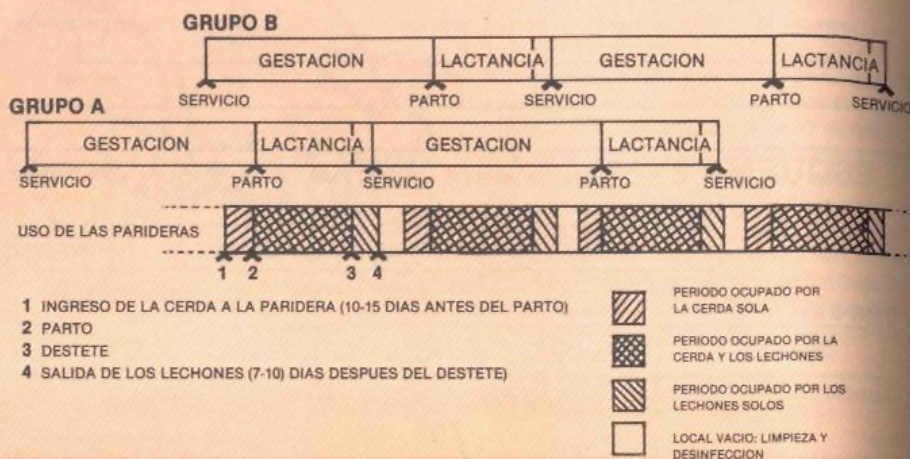 GRUPO B
GESTACION LACTANCIA GESTACION LACTANCIA
SERVICIO PARTO SERVICIO PARTO SERVICIO
GRUPO A
GESTACION LACTANCIA GESTACION LACTANCIA
SERVICIO PARTO SERVICIO PARTO SERVICIO
USO DE LAS PARIDERAS
1 2 3 4
1 INGRESO DE LA CERDA A LA PARIDERA (10-15 DIAS ANTES DEL PARTO)
2 PARTO
3 DESTETE
4 SALIDA DE LOS LECHONES (7-10) DIAS DESPUES DEL DESTETE)
PERIODO OCUPADO POR
LA CERDA SOLA
PERIODO OCUPADO POR LA
CERDA Y LOS LECHONES
PERIODO OCUPADO POR LOS
LECHONES SOLOS
LOCAL VACIO: LIMPIEZA Y
DESINFECCION